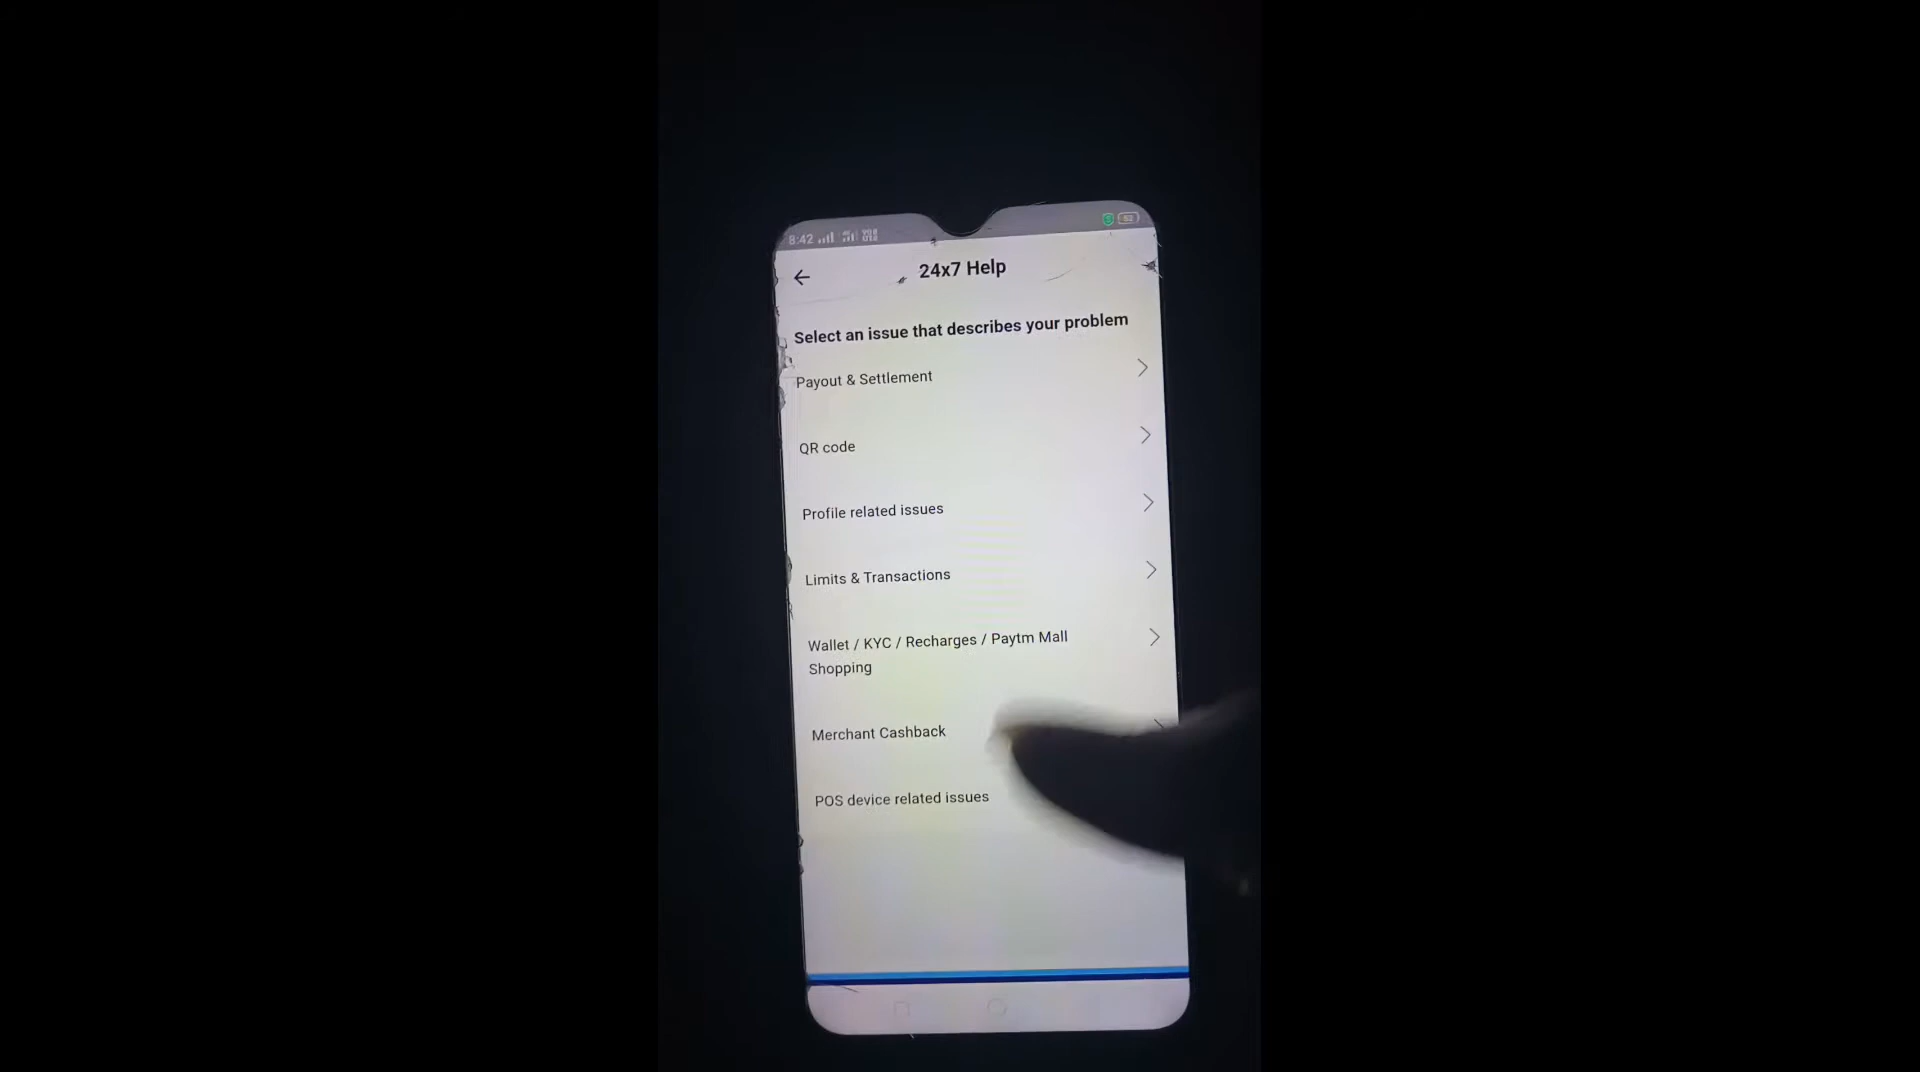 8:42
24x7 Help
Select an issue that describes your problem
Payout & Settlement
QR code
Profile related issues
Limits & Transactions
Wallet / KYC / Recharges / Paytm Mall
Shopping
Merchant Cashback
POS device related issues